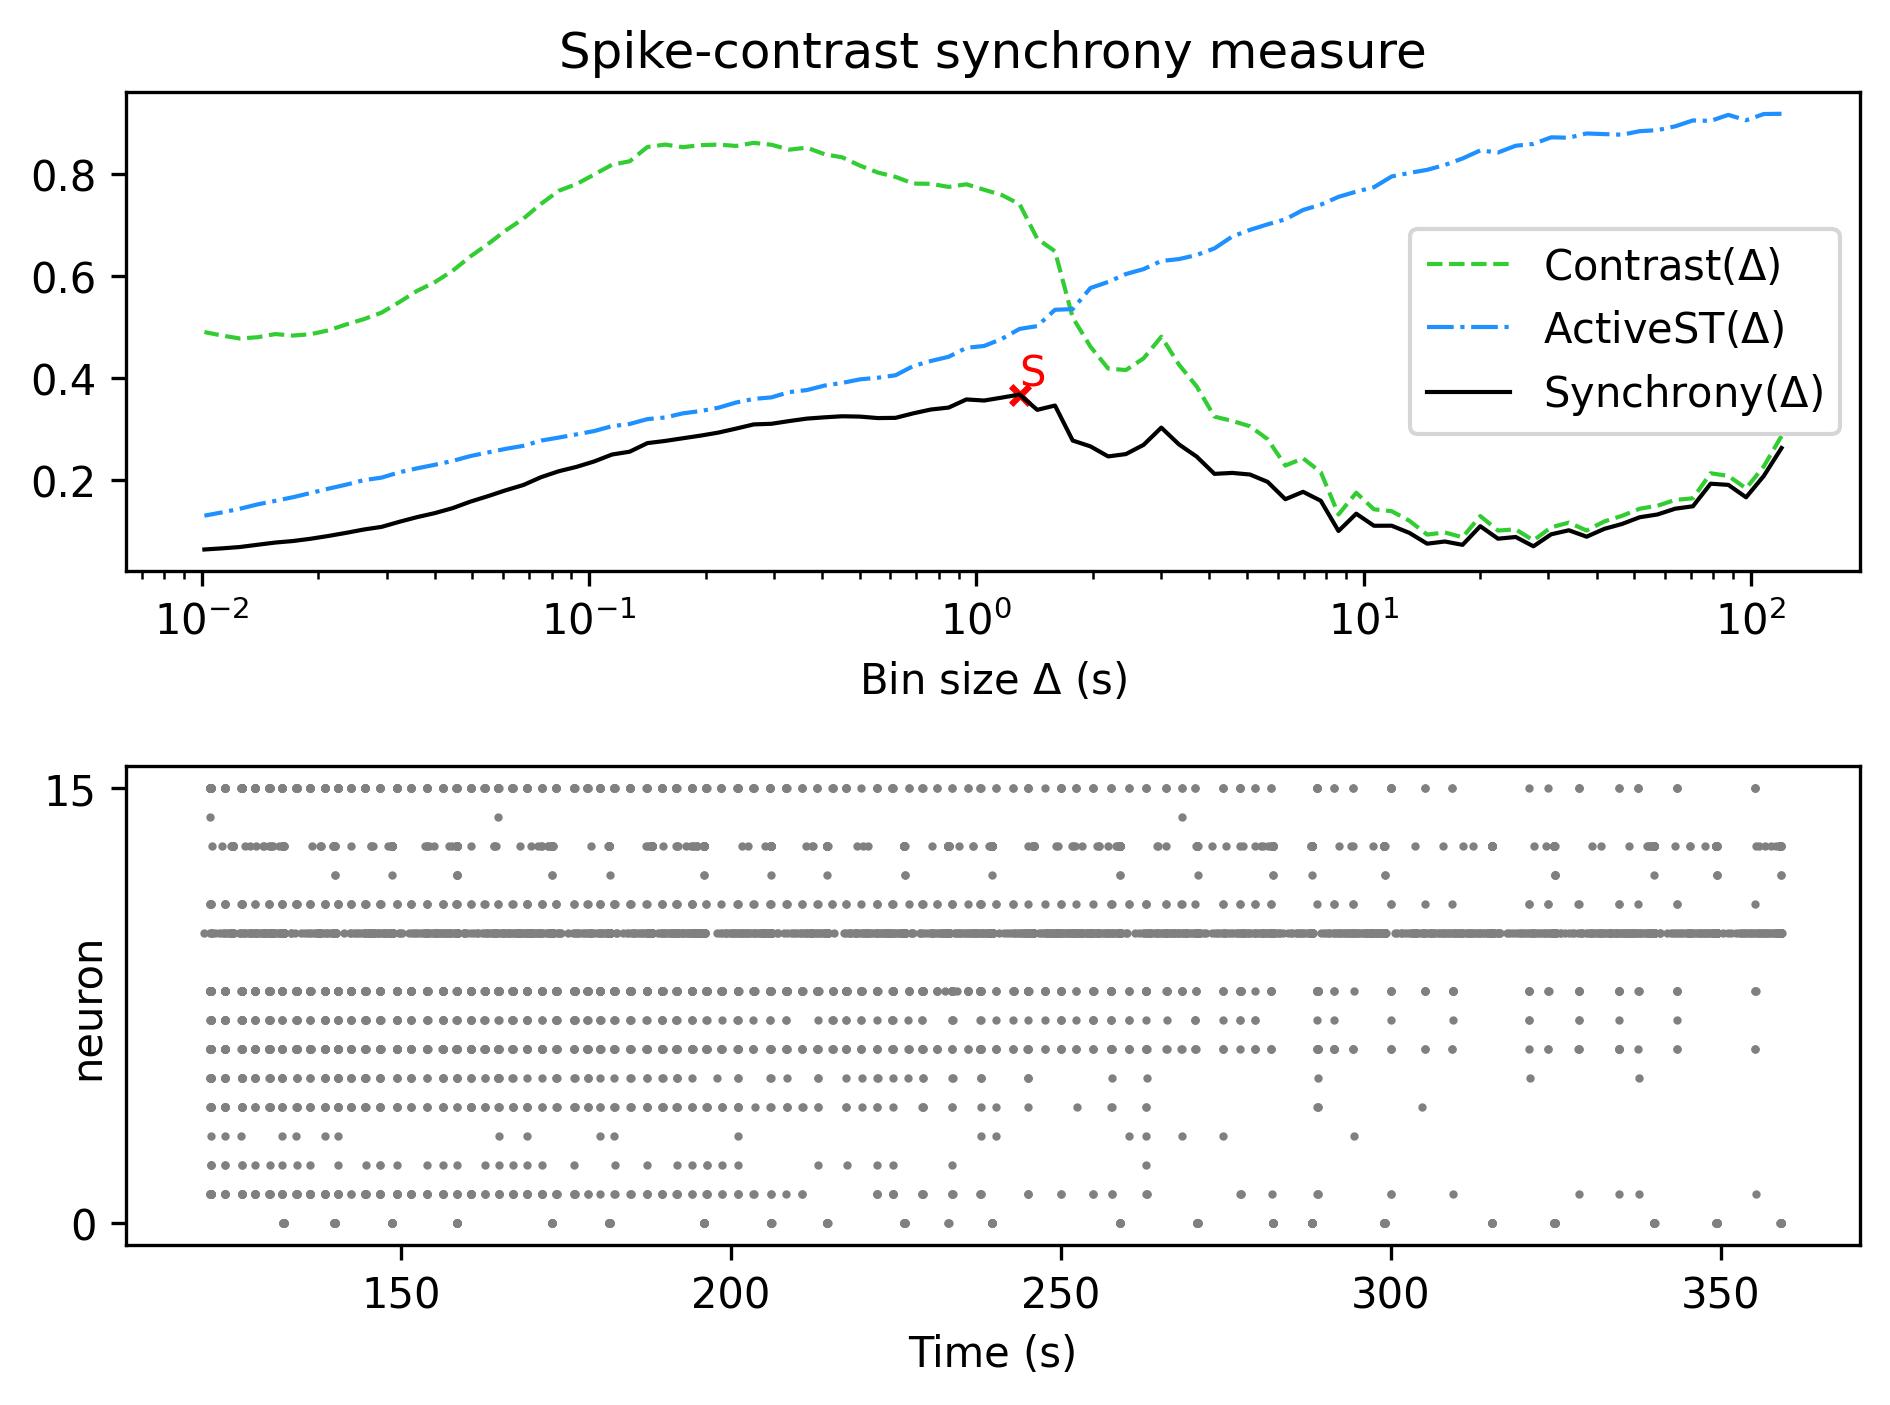 Spike-contrast synchrony measure
0.8
0.6
0.4
0.2
S
Contrast(Δ)
ActiveST(Δ)
Synchrony(Δ)
10⁻² 10⁻¹ 10⁰ 10¹ 10²
Bin size Δ (s)
15
0
neuron
150 200 250 300 350
Time (s)